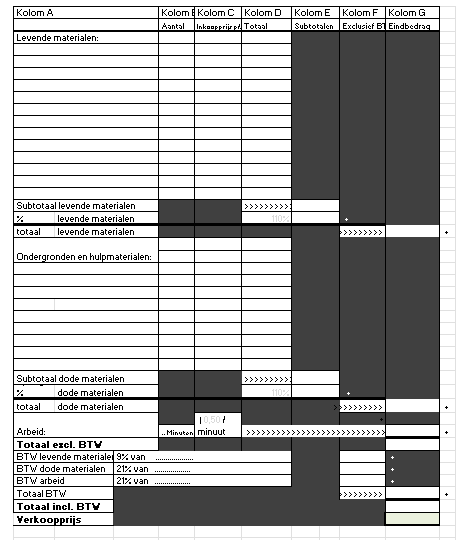 Kolom A Kolom B Kolom C Kolom D Kolom E Kolom F Kolom G
Aantal Inkoopprijs p/ Totaal Subtotalen Exclusief BT Eindbedrag
Levende materialen:
Subtotaal levende materialen >>>>>>>>>
% levende materialen 110% +
totaal levende materialen >>>>>>>>> +
Ondergronden en hulpmaterialen:
Subtotaal dode materialen >>>>>>>>>
% dode materialen 110% +
totaal dode materialen >>>>>>>>> +
Arbeid: ...Minuten 0,50 / minuut >>>>>>>>>>>>>>>>>>>>>>>>>>> +
Totaal excl. BTW
BTW levende materialen 9% van ................ +
BTW dode materialen 21% van ................ +
BTW arbeid 21% van ................ +
Totaal BTW >>>>>>>>> +
Totaal incl. BTW
Verkoopprijs